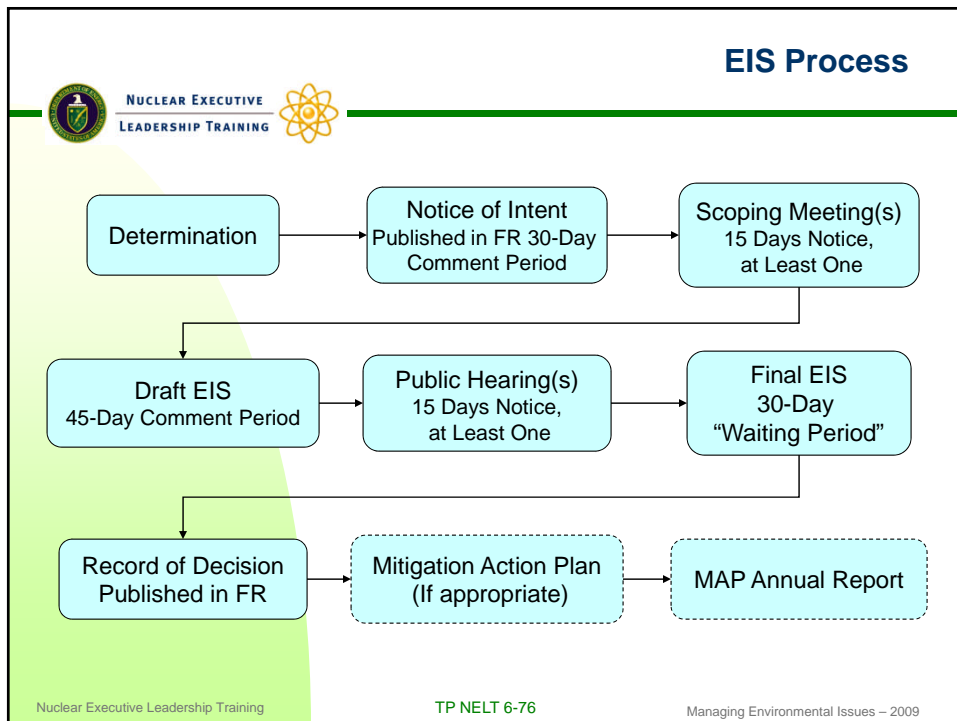 EIS Process
NUCLEAR EXECUTIVE
LEADERSHIP TRAINING
Determination
Notice of Intent
Published in FR 30-Day
Comment Period
Scoping Meeting(s)
15 Days Notice,
at Least One
Draft EIS
45-Day Comment Period
Public Hearing(s)
15 Days Notice,
at Least One
Final EIS
30-Day
“Waiting Period”
Record of Decision
Published in FR
Mitigation Action Plan
(If appropriate)
MAP Annual Report
Nuclear Executive Leadership Training
TP NELT 6-76
Managing Environmental Issues – 2009